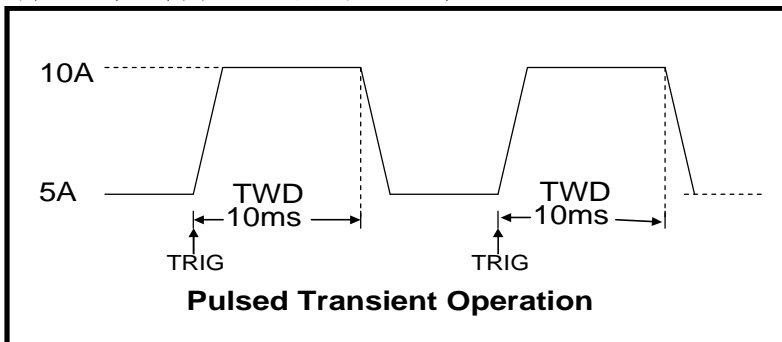 10A
5A
TWD
10ms
TWD
10ms
TRIG
TRIG
Pulsed Transient Operation